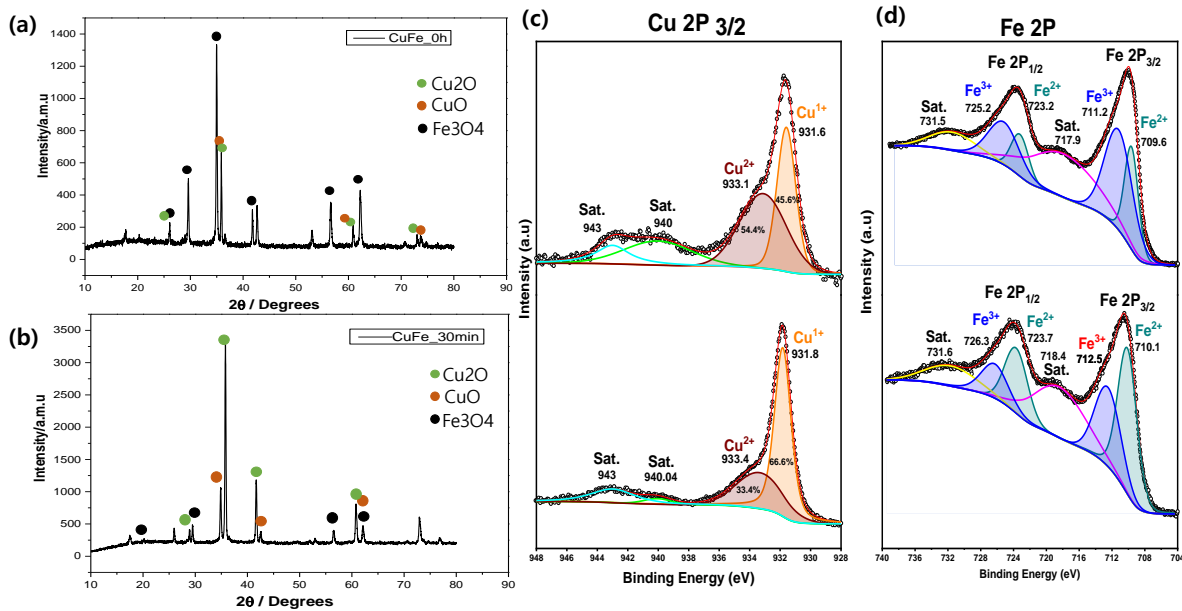 (a)
CuFe_0h
Cu2O
CuO
Fe3O4
Intensity/a.m.u
1400
1200
1000
800
600
400
200
0
10 20 30 40 50 60 70 80 90
2θ / Degrees
(b)
CuFe_30min
Cu2O
CuO
Fe3O4
Intensity/a.m.u
3500
3000
2500
2000
1500
1000
500
0
10 20 30 40 50 60 70 80 90
2θ / Degrees
(c)
Cu 2P 3/2
Intensity (a.u)
Cu1+
931.6
Cu2+
933.1
45.6%
54.4%
Sat.
940
Sat.
943
Cu1+
931.8
Cu2+
933.4
66.6%
33.4%
Sat.
940.04
Sat.
943
948 946 944 942 940 938 936 934 932 930 928
Binding Energy (eV)
(d)
Fe 2P
Intensity (a.u)
Fe 2P1/2
Fe 2P3/2
Fe3+
725.2
Fe2+
723.2
Fe3+
711.2
Fe2+
709.6
Sat.
731.5
Sat.
717.9
Fe 2P1/2
Fe 2P3/2
Fe3+
726.3
Fe2+
723.7
718.4
Sat.
Fe3+
712.5
Fe2+
710.1
Sat.
731.6
740 736 732 728 725 721 717 713 709 705 704
Binding Energy (eV)